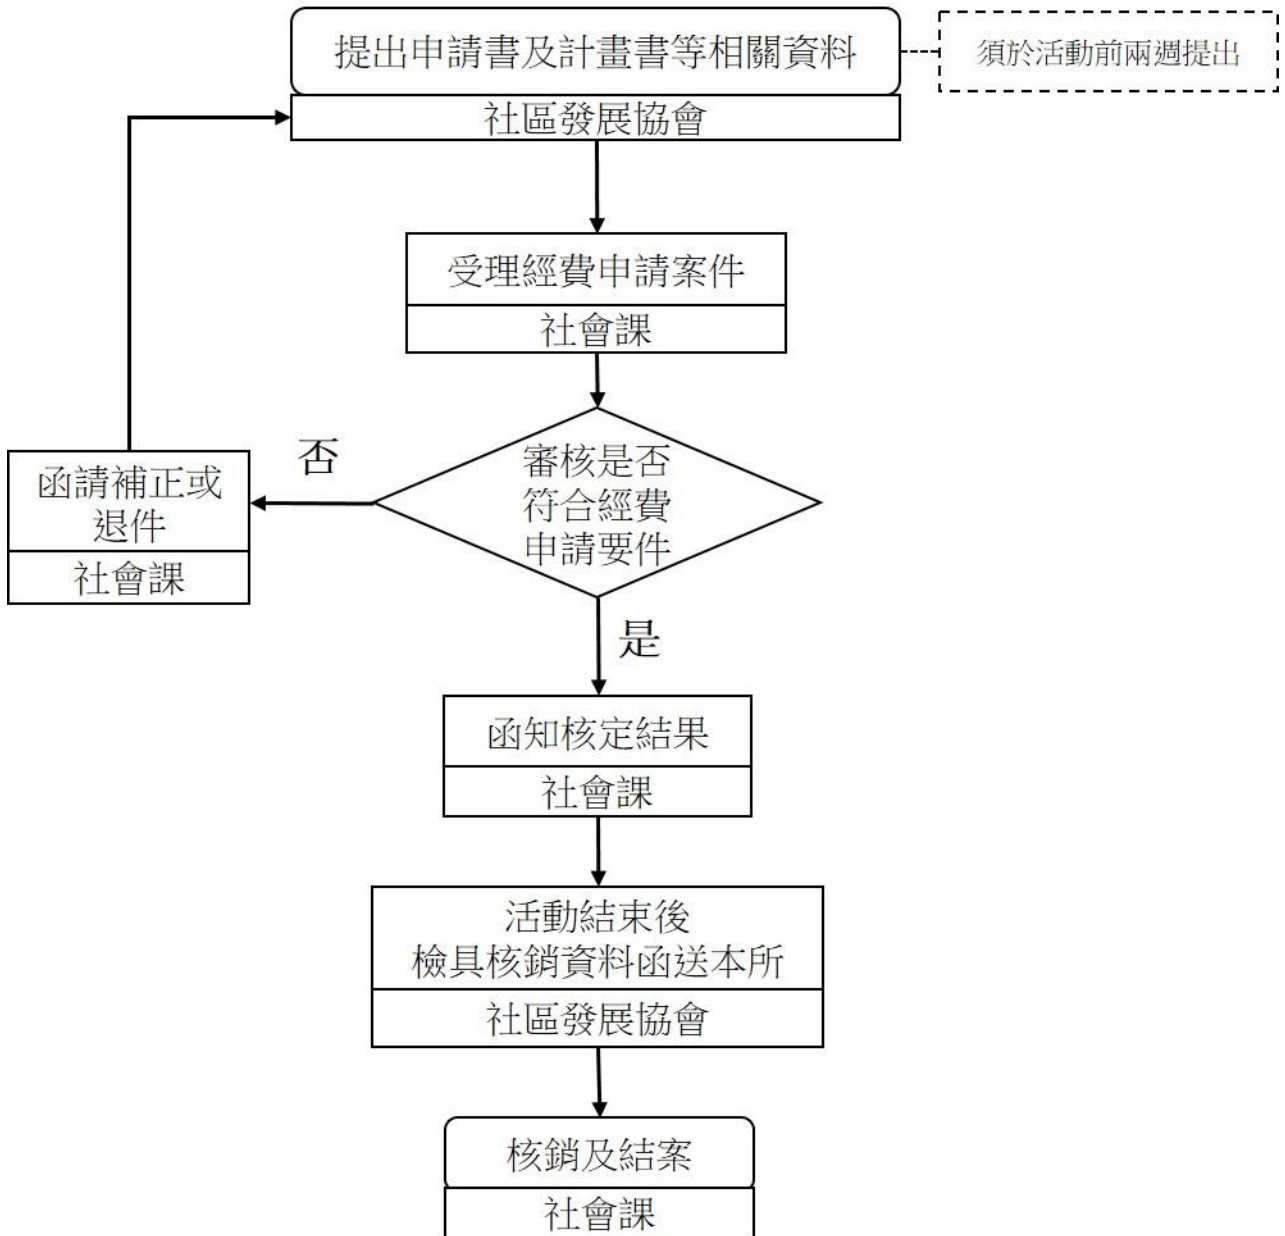 提出申請書及計畫書等相關資料
須於活動前兩週提出
社區發展協會
受理經費申請案件
社會課
審核是否
符合經費
申請要件
否
函請補正或
退件
社會課
是
函知核定結果
社會課
活動結束後
檢具核銷資料函送本所
社區發展協會
核銷及結案
社會課